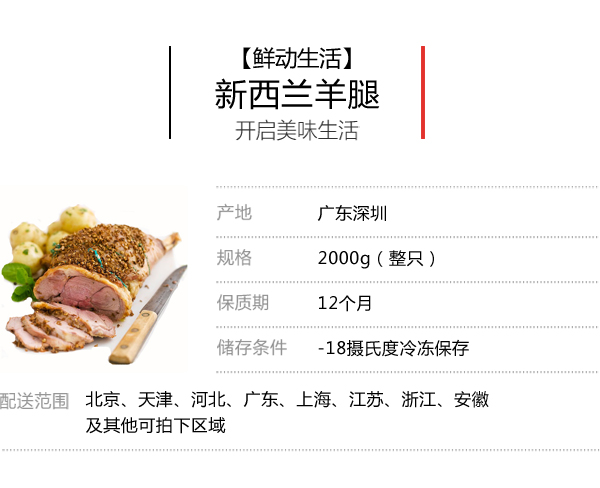 【鲜动生活】
新西兰羊腿
开启美味生活
产地 广东深圳
规格 2000g（整只）
保质期 12个月
储存条件 -18摄氏度冷冻保存
配送范围 北京、天津、河北、广东、上海、江苏、浙江、安徽
及其他可拍下区域